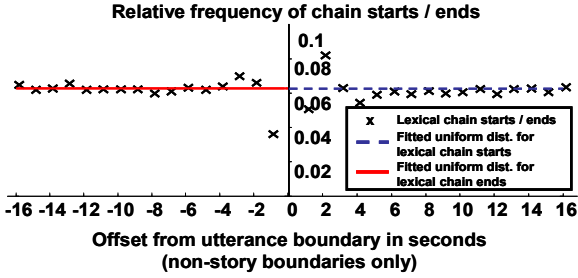 Relative frequency of chain starts / ends
0.1
0.08
0.06
0.04
0.02
Lexical chain starts / ends
Fitted uniform dist. for
lexical chain starts
Fitted uniform dist. for
lexical chain ends
-16 -14 -12 -10 -8 -6 -4 -2 0 2 4 6 8 10 12 14 16
Offset from utterance boundary in seconds
(non-story boundaries only)